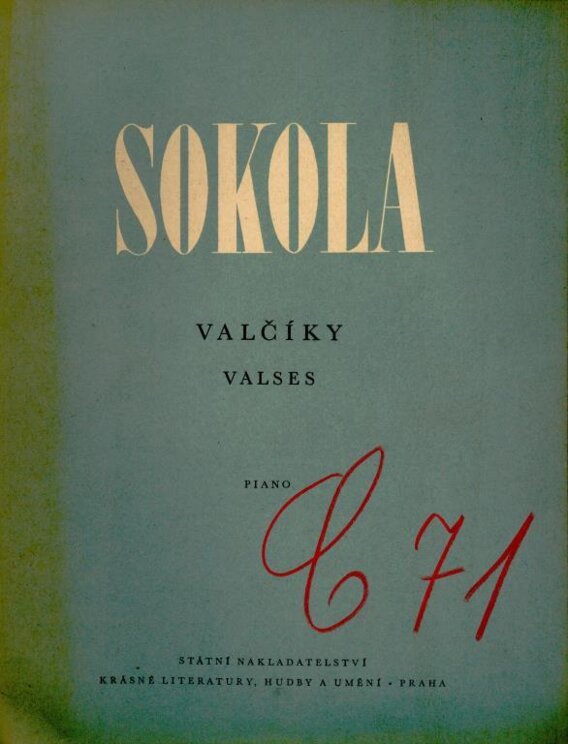 SOKOLA
VALČÍKY
VALSES
PIANO
C 71
STÁTNÍ NAKLADATELSTVÍ
KRÁSNÉ LITERATURY, HUDBY A UMĚNÍ • PRAHA